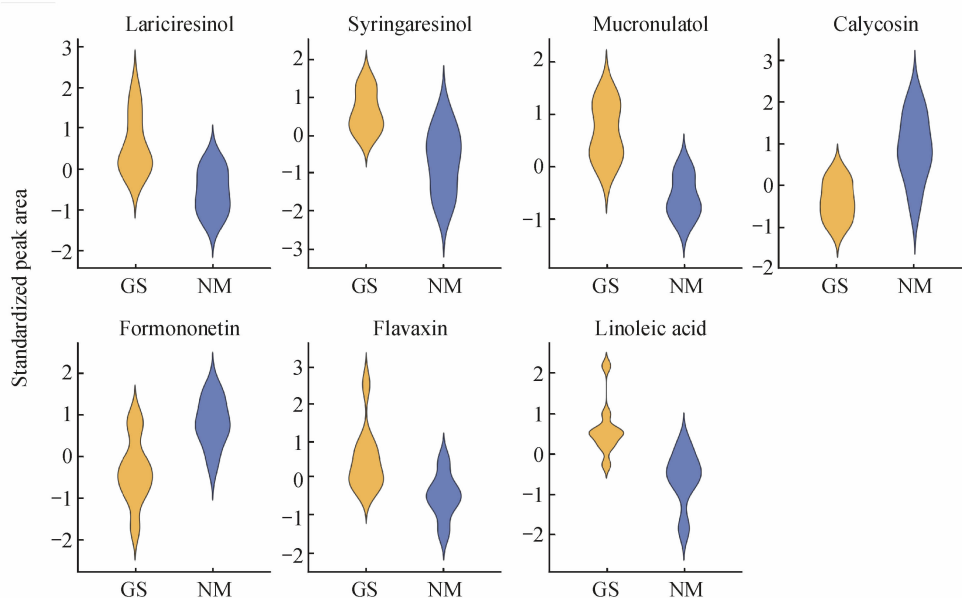 Standardized peak area
Lariciresinol
3
2
1
0
−1
−2
GS NM
Syringaresinol
2
1
0
−1
−2
−3
GS NM
Mucronulatol
2
1
0
−1
GS NM
Calycosin
3
2
1
0
−1
−2
GS NM
Formononetin
2
1
0
−1
−2
GS NM
Flavaxin
3
2
1
0
−1
−2
GS NM
Linoleic acid
2
1
0
−1
−2
GS NM